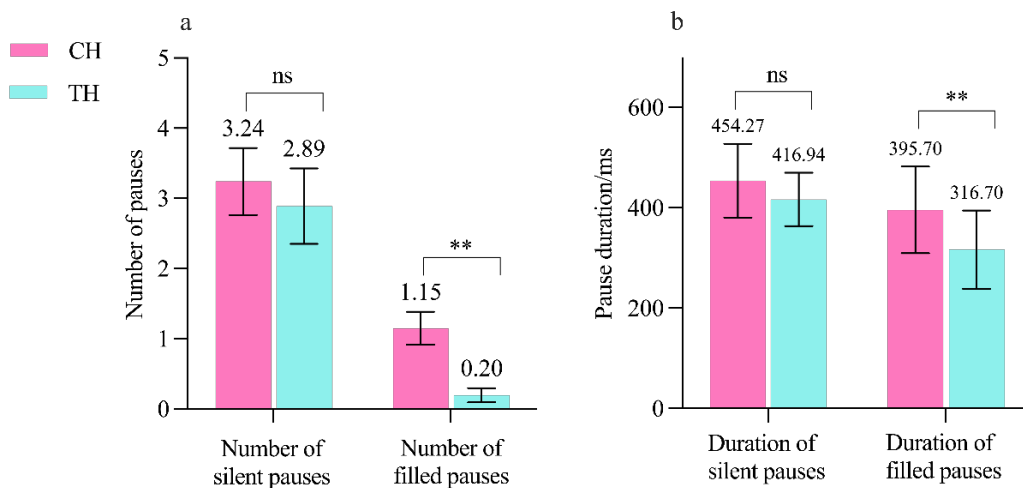 CH
TH
a
Number of pauses
5
4
3
2
1
0
ns
3.24
2.89
**
1.15
0.20
Number of
silent pauses
Number of
filled pauses
b
Pause duration/ms
600
400
200
0
ns
454.27
416.94
**
395.70
316.70
Duration of
silent pauses
Duration of
filled pauses